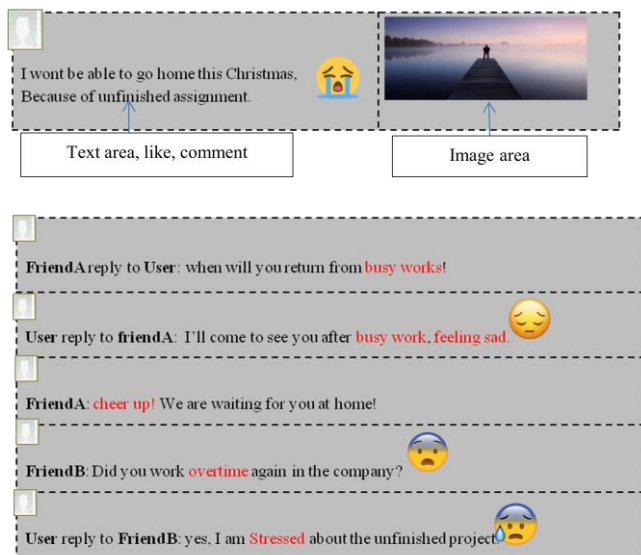 I wont be able to go home this Christmas,
Because of unfinished assignment.
Text area, like, comment
Image area
FriendA reply to User: when will you return from busy works!
User reply to friendA: I'll come to see you after busy work, feeling sad.
FriendA: cheer up! We are waiting for you at home!
FriendB: Did you work overtime again in the company?
User reply to FriendB: yes, I am Stressed about the unfinished project.